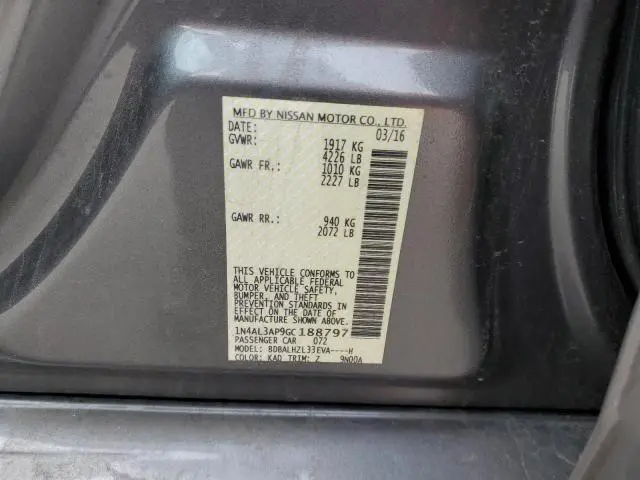 MFD BY NISSAN MOTOR CO., LTD.
DATE: 03/16
GVWR: 1917 KG
4226 LB
GAWR FR.: 1010 KG
2227 LB
GAWR RR.: 940 KG
2072 LB
THIS VEHICLE CONFORMS TO
ALL APPLICABLE FEDERAL
MOTOR VEHICLE SAFETY,
BUMPER, AND THEFT
PREVENTION STANDARDS IN
EFFECT ON THE DATE OF
MANUFACTURE SHOWN ABOVE.
1N4AL3AP9GC188797
PASSENGER CAR 072
MODEL: BDBALHZL33EVA----H
COLOR: KAD TRIM: Z 9N00A